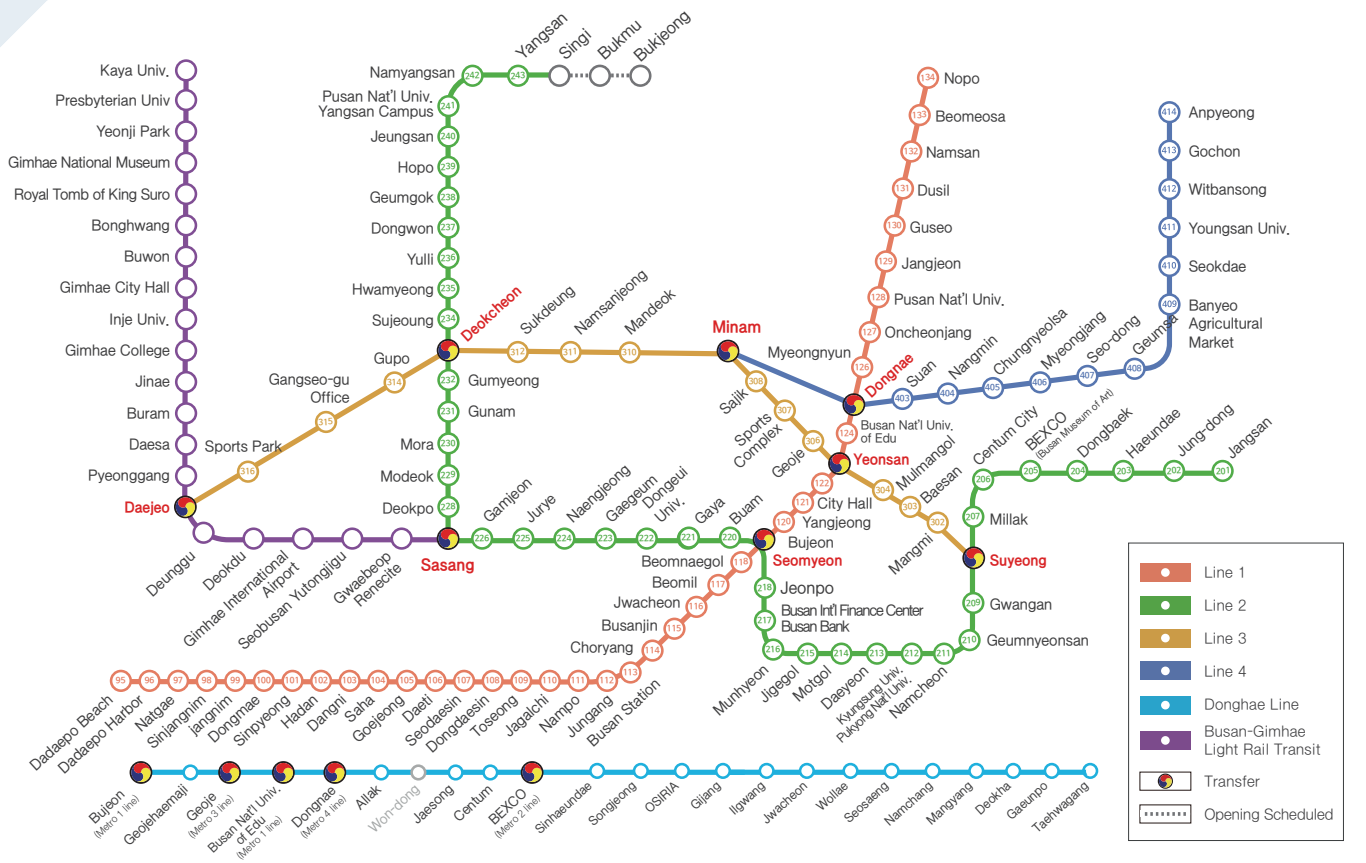 Kaya Univ.
Presbyterian Univ
Yeonji Park
Gimhae National Museum
Royal Tomb of King Suro
Bonghwang
Buwon
Gimhae City Hall
Inje Univ.
Gimhae College
Jinae
Buram
Daesa
Pyeonggang
Daejeo
Deunggu
Deokdu
Gimhae International
Airport
Seobusan Yutongjigu
Gwaebeop
Renecite
Sasang
Sports Park
316
Gangseo-gu
Office
315
Gupo
314
Deokcheon
Sukdeung
312
Namsanjeong
311
Mandeok
310
Minam
Sajik
308
Sports
Complex
307
Geoje
306
Yeonsan
Mulmangol
304
Baesan
303
Mangmi
302
Suyeong
Bukjeong
Bukmu
Singi
Yangsan
243
Namyangsan
242
Pusan Nat'l Univ.
Yangsan Campus
241
Jeungsan
240
Hopo
239
Geumgok
238
Dongwon
237
Yulli
236
Hwamyeong
235
Sujeoung
234
232
Gumyeong
231
Gunam
Mora
230
Modeok
229
Deokpo
228
Gamjeon
226
Jurye
225
Naengjeong
224
Gaegeum
223
Dongeui
Univ.
222
Gaya
221
Buam
220
Seomyeon
218
Jeonpo
217
Busan Int'l Finance Center
Busan Bank
216
Munhyeon
215
Jigegol
214
Motgol
213
Daeyeon
212
Kyungsung Univ.
Pukyong Nat'l Univ.
211
Namcheon
210
Geumnyeonsan
209
Gwangan
207
Millak
206
Centum City
205
BEXCO
(Busan Museum of Art)
204
Dongbaek
203
Haeundae
202
Jung-dong
201
Jangsan
134
Nopo
133
Beomeosa
132
Namsan
131
Dusil
130
Guseo
129
Jangjeon
128
Pusan Nat'l Univ.
127
Oncheonjang
Myeongnyun
126
Dongnae
124
Busan Nat'l Univ.
of Edu
122
City Hall
121
Yangjeong
120
Bujeon
118
Beomnaegol
117
Beomil
116
Jwacheon
115
Busanjin
114
Choryang
113
Busan Station
112
Jungang
111
Nampo
110
Jagalchi
109
Toseong
108
Dongdaesin
107
Seodaesin
106
Daeti
105
Goejeong
104
Saha
103
Dangni
102
Hadan
101
Sinpyeong
100
Dongmae
99
jangnim
98
Sinjangnim
97
Natgae
96
Dadaepo Harbor
95
Dadaepo Beach
414
Anpyeong
413
Gochon
412
Witbansong
411
Youngsan Univ.
410
Seokdae
409
Banyeo
Agricultural
Market
408
Geumsa
407
Seo-dong
406
Myeongjang
405
Chungnyeolsa
404
Nangmin
403
Suan
Bujeon
(Metro 1 line)
Geojehaemaji
Geoje
(Metro 3 line)
Busan Nat'l Univ.
of Edu
(Metro 1 line)
Dongnae
(Metro 4 line)
Allak
Won-dong
Jaesong
Centum
BEXCO
(Metro 2 line)
Sinhaeundae
Songjeong
OSIRIA
Gijang
Ilgwang
Jwacheon
Wollae
Seosaeng
Namchang
Mangyang
Deokha
Gaeunpo
Taehwagang
Line 1
Line 2
Line 3
Line 4
Donghae Line
Busan-Gimhae
Light Rail Transit
Transfer
Opening Scheduled